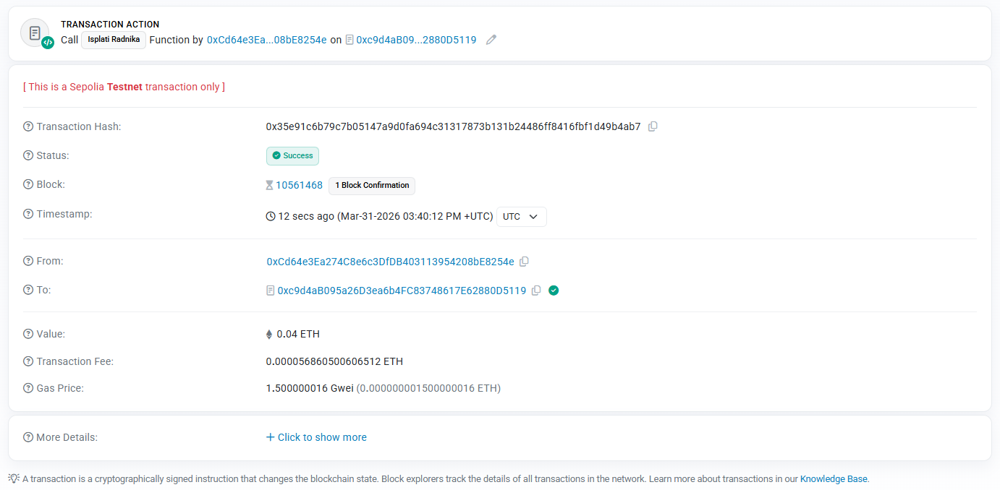 TRANSACTION ACTION
Call Isplati Radnika Function by 0xCd64e3Ea...08bE8254e on 0xc9d4aB09...2880D5119
[ This is a Sepolia Testnet transaction only ]
Transaction Hash: 0x35e91c6b79c7b05147a9d0fa694c31317873b131b24486ff8416fbf1d49b4ab7
Status: Success
Block: 10561468 1 Block Confirmation
Timestamp: 12 secs ago (Mar-31-2026 03:40:12 PM +UTC) UTC
From: 0xCd64e3Ea274C8e6c3DfDB403113954208bE8254e
To: 0xc9d4aB095a26D3ea6b4FC83748617E62880D5119
Value: 0.04 ETH
Transaction Fee: 0.000056860500606512 ETH
Gas Price: 1.500000016 Gwei (0.000000001500000016 ETH)
More Details: + Click to show more
A transaction is a cryptographically signed instruction that changes the blockchain state. Block explorers track the details of all transactions in the network. Learn more about transactions in our Knowledge Base.